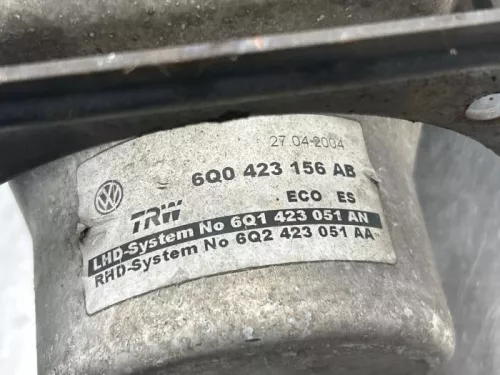 27.04-2004
6Q0 423 156 AB
ECO ES
TRW
LHD-System No 6Q1 423 051 AN
RHD-System No 6Q2 423 051 AA